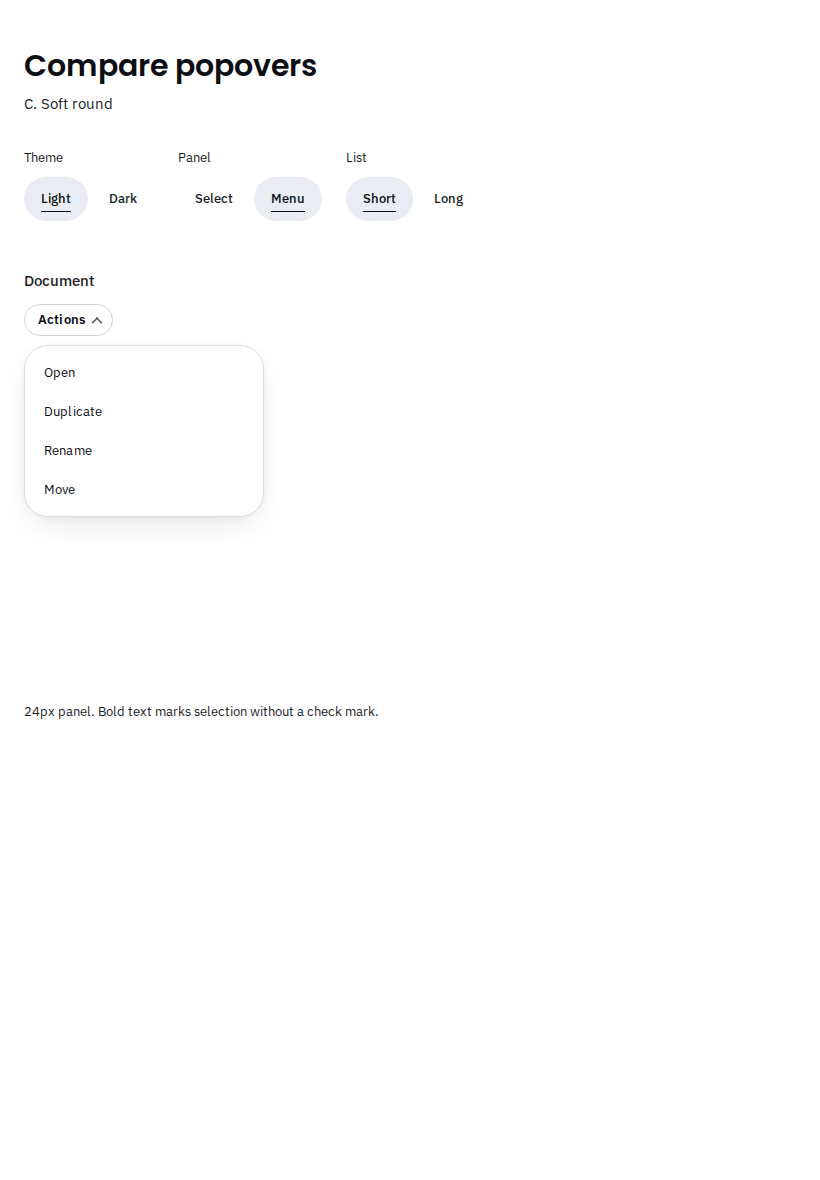 Compare popovers
C. Soft round
Theme Panel List
Light Dark Select Menu Short Long
Document
Actions
Open
Duplicate
Rename
Move
24px panel. Bold text marks selection without a check mark.